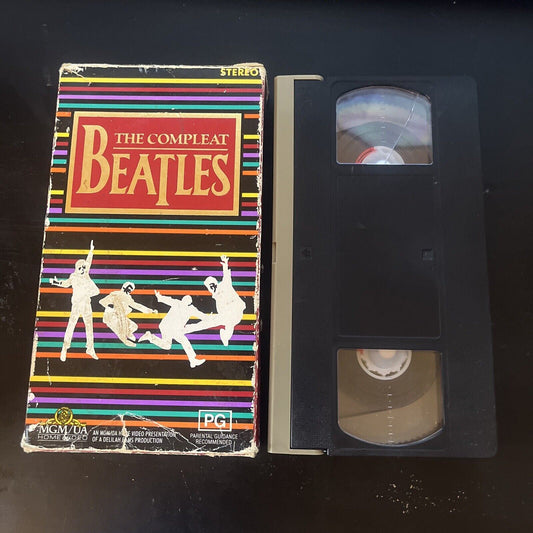 STEREO
THE COMPLEAT
BEATLES
MGM/UA
HOME VIDEO
AN MGM/UA HOME VIDEO PRESENTATION
OF A DELILAH FILMS PRODUCTION
PG
PARENTAL GUIDANCE
RECOMMENDED